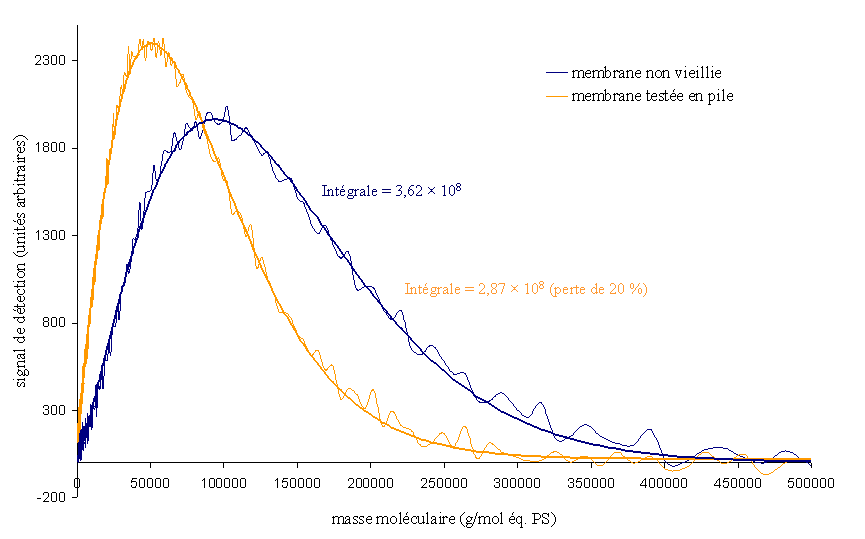 2300
1800
1300
800
300
-200
signal de détection (unités arbitraires)
membrane non vieillie
membrane testée en pile
Intégrale = 3,62 × 10⁸
Intégrale = 2,87 × 10⁸ (perte de 20 %)
0 50000 100000 150000 200000 250000 300000 350000 400000 450000 500000
masse moléculaire (g/mol éq. PS)